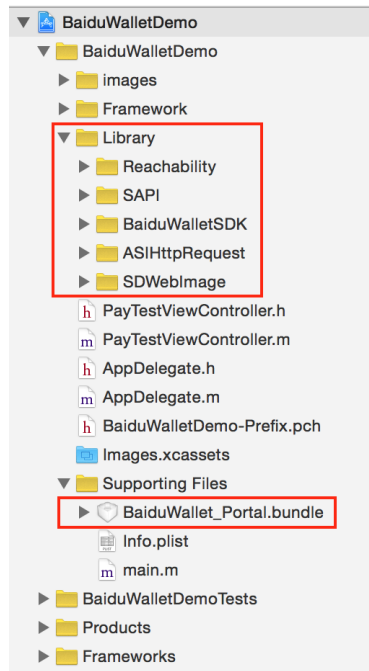 BaiduWalletDemo
BaiduWalletDemo
images
Framework
Library
Reachability
SAPI
BaiduWalletSDK
ASIHttpRequest
SDWebImage
h PayTestViewController.h
m PayTestViewController.m
h AppDelegate.h
m AppDelegate.m
h BaiduWalletDemo-Prefix.pch
Images.xcassets
Supporting Files
BaiduWallet_Portal.bundle
Info.plist
m main.m
BaiduWalletDemoTests
Products
Frameworks